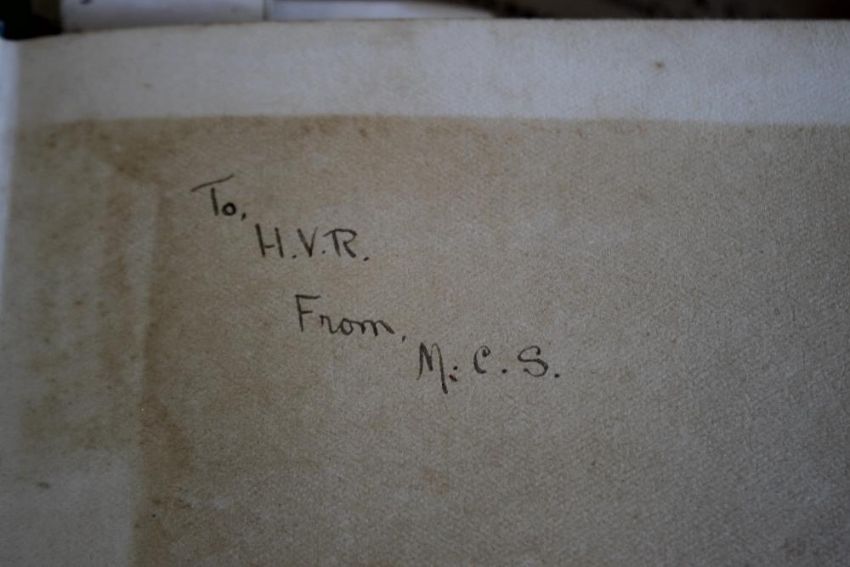 To,
H.V.R.
From,
M.C.S.